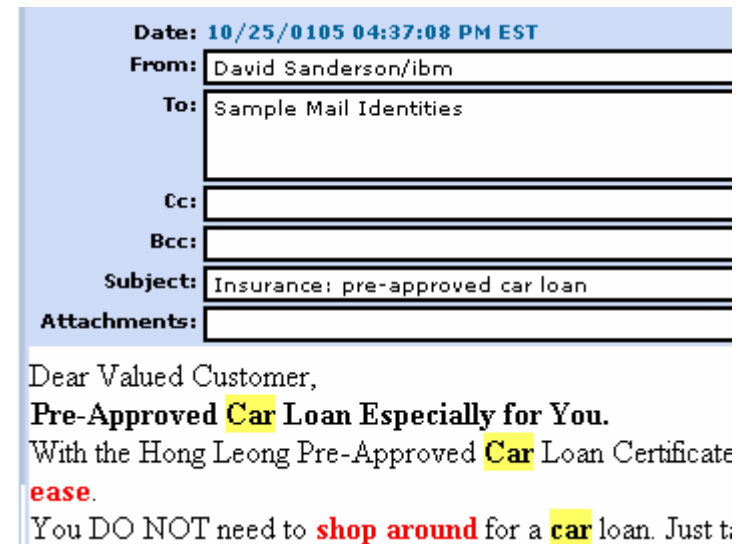 Date: 10/25/0105 04:37:08 PM EST
From: David Sanderson/ibm
To: Sample Mail Identities
Cc:
Bcc:
Subject: Insurance: pre-approved car loan
Attachments:
Dear Valued Customer,
Pre-Approved Car Loan Especially for You.
With the Hong Leong Pre-Approved Car Loan Certificate
ease.
You DO NOT need to shop around for a car loan. Just